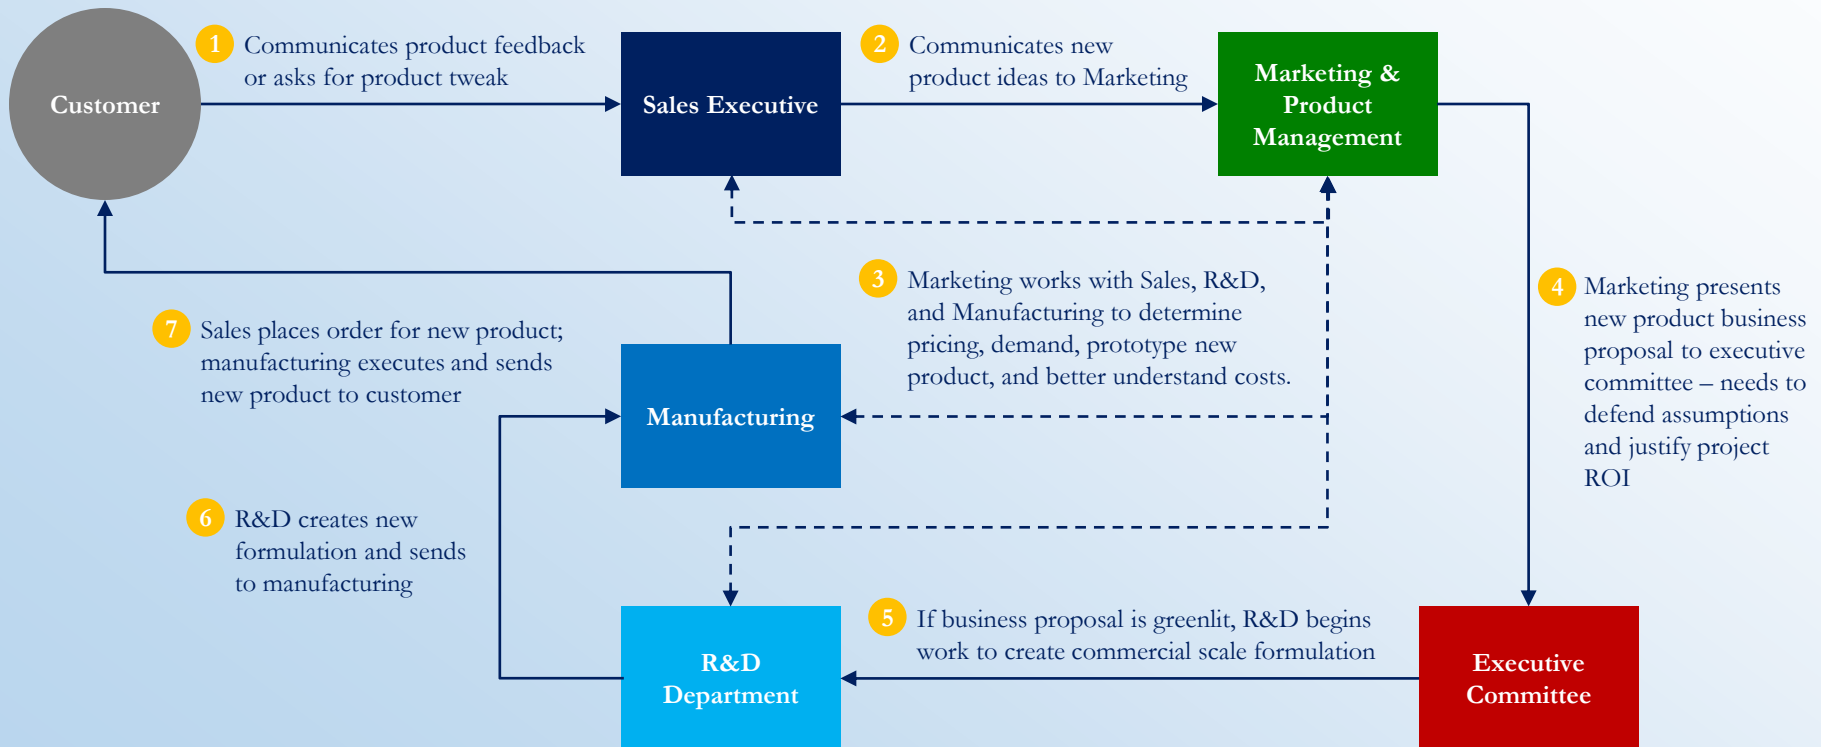 Customer
1
Communicates product feedback
or asks for product tweak
Sales Executive
2
Communicates new
product ideas to Marketing
Marketing &
Product
Management
3
Marketing works with Sales, R&D,
and Manufacturing to determine
pricing, demand, prototype new
product, and better understand costs.
4
Marketing presents
new product business
proposal to executive
committee – needs to
defend assumptions
and justify project
ROI
7
Sales places order for new product;
manufacturing executes and sends
new product to customer
Manufacturing
6
R&D creates new
formulation and sends
to manufacturing
R&D
Department
5
If business proposal is greenlit, R&D begins
work to create commercial scale formulation
Executive
Committee